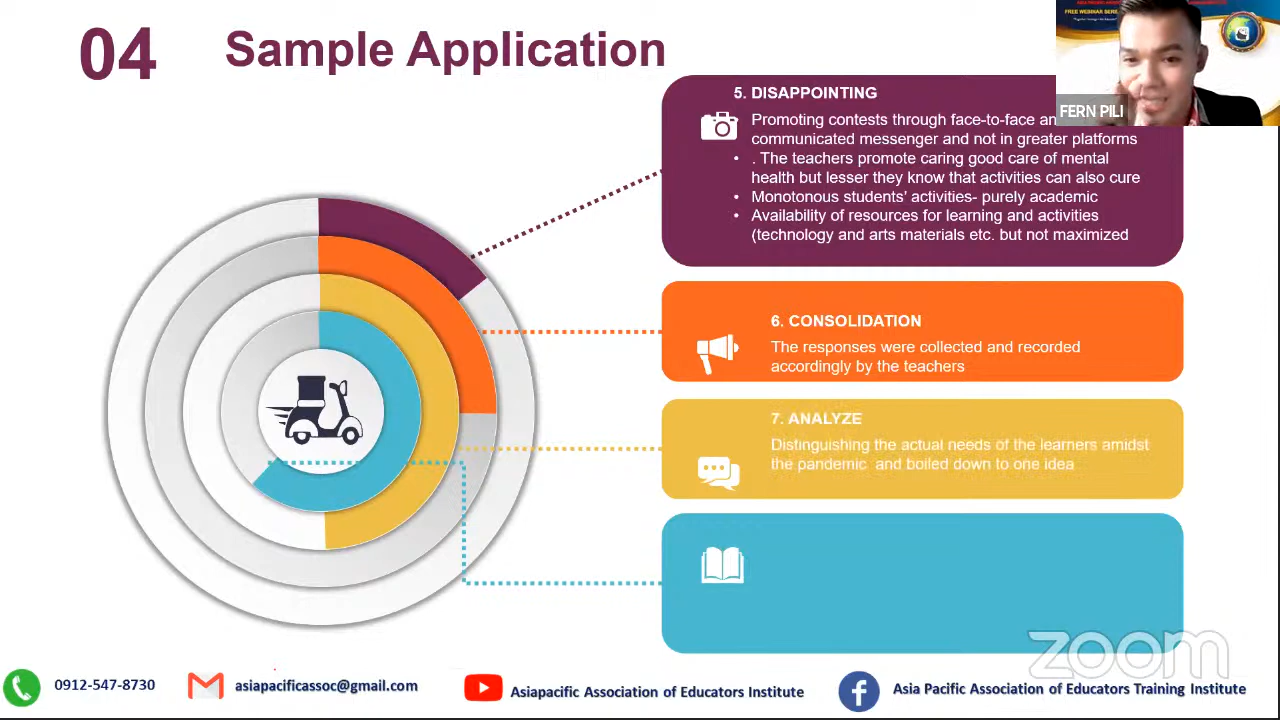 04
Sample Application
FREE WEBINAR SER
FERN PILI
5. DISAPPOINTING
Promoting contests through face-to-face an
communicated messenger and not in greater platforms
• . The teachers promote caring good care of mental
health but lesser they know that activities can also cure
• Monotonous students' activities- purely academic
• Availability of resources for learning and activities
(technology and arts materials etc. but not maximized
6. CONSOLIDATION
The responses were collected and recorded
accordingly by the teachers
7. ANALYZE
Distinguishing the actual needs of the learners amidst
the pandemic and boiled down to one idea
zoom
0912-547-8730
asiapacificassoc@gmail.com
Asiapacific Association of Educators Institute
Asia Pacific Association of Educators Training Institute